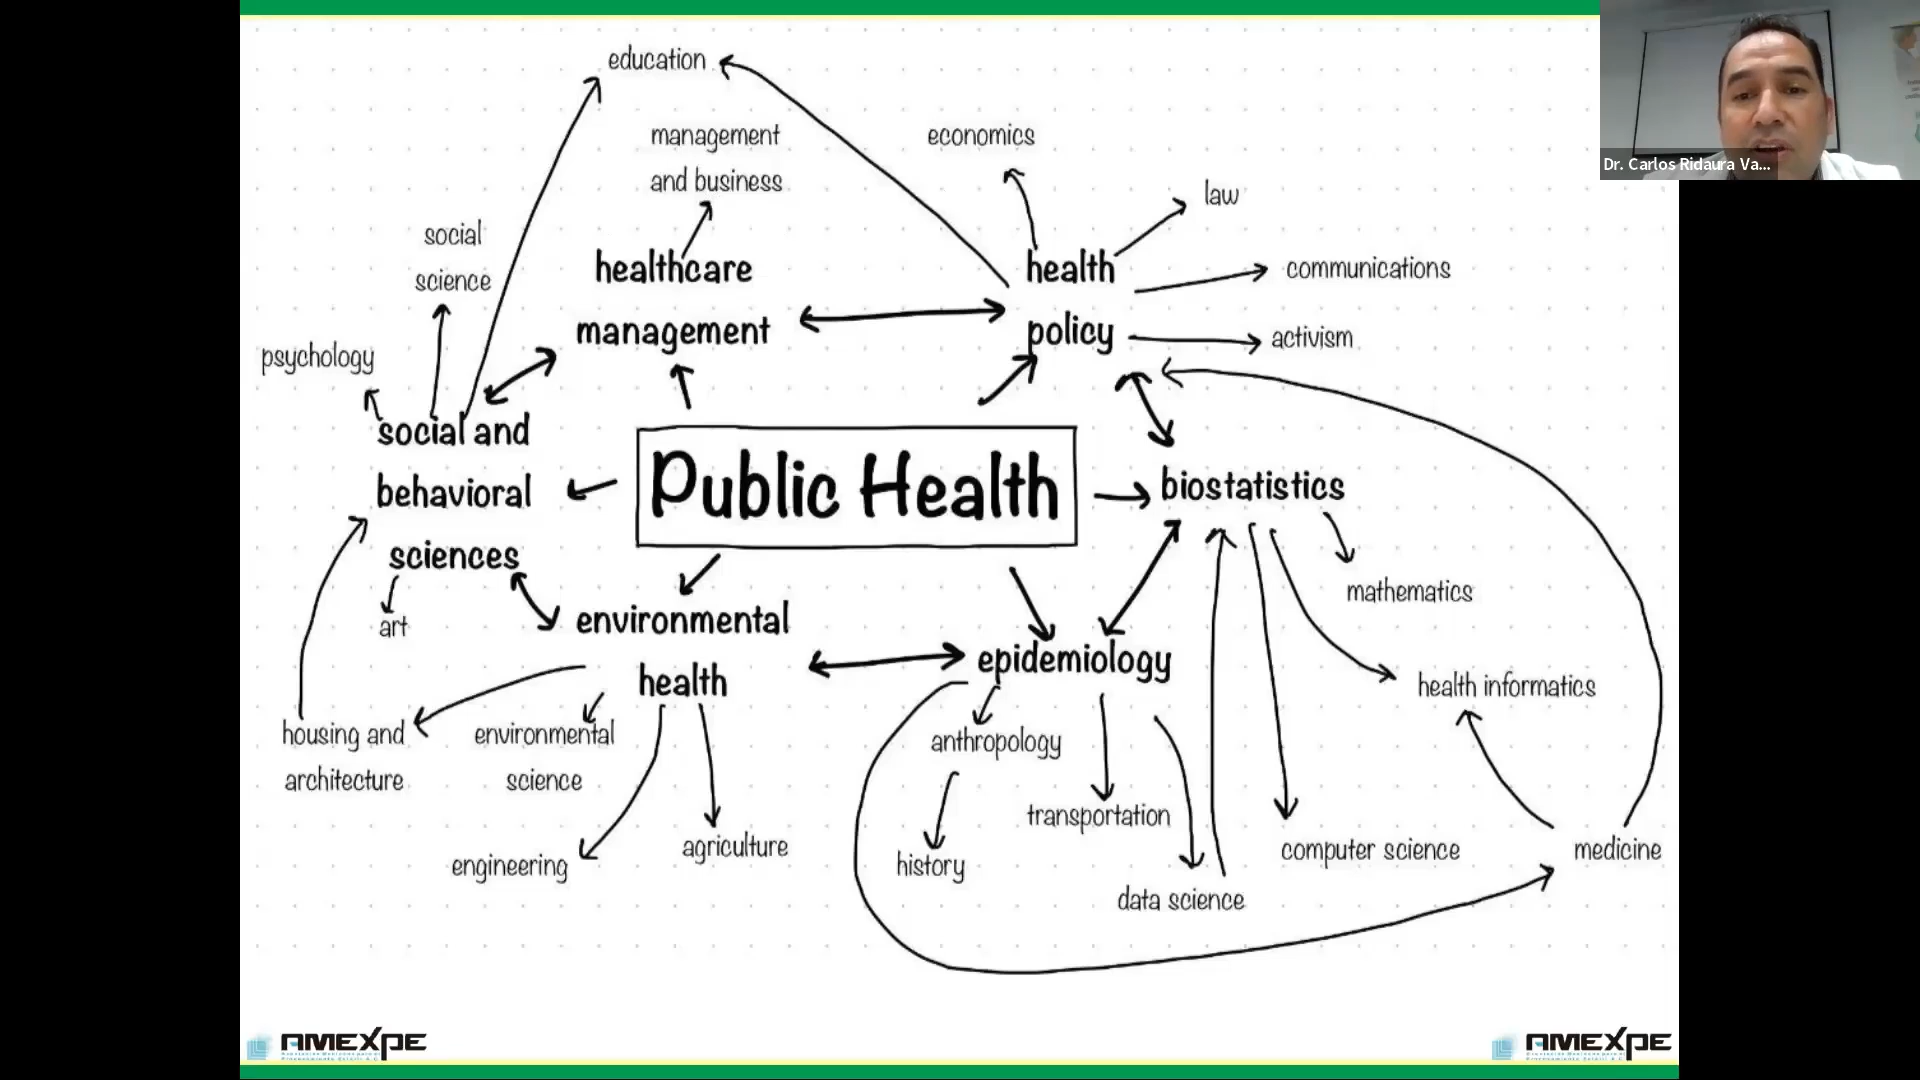 education
management
and business
economics
law
social
science
healthcare
management
health
policy
communications
activism
psychology
social and
behavioral
sciences
Public Health
biostatistics
art
environmental
health
epidemiology
mathematics
health informatics
housing and
architecture
environmental
science
anthropology
transportation
engineering
agriculture
history
data science
computer science
medicine
Dr. Carlos Ridaura Va...
AMEXPE
AMEXPE